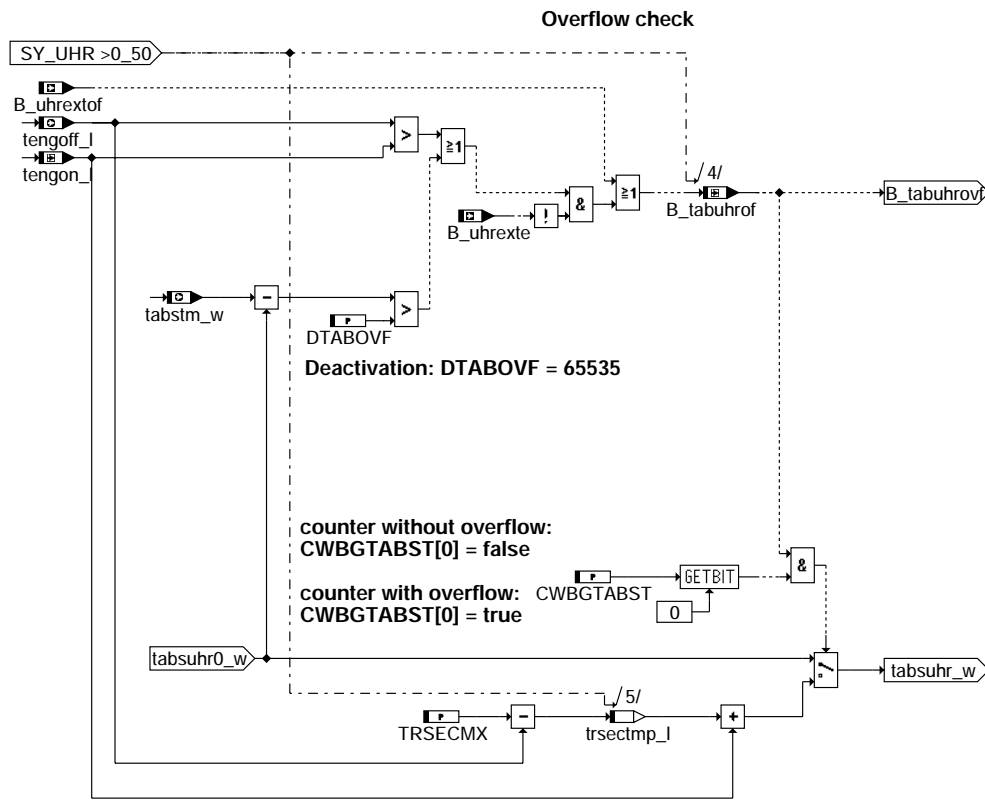 Overflow check
SY_UHR >0_50
B_uhrextof
tengoff_l
tengon_l
>
≥1
/4/
&
≥1
B_tabuhrof
B_tabuhrovf
B_uhrexte
!
tabstm_w
-
>
P
DTABOVF
Deactivation: DTABOVF = 65535
counter without overflow:
CWBGTABST[0] = false
counter with overflow:
CWBGTABST[0] = true
P
CWBGTABST
GETBIT
0
&
tabsuhr0_w
tabsuhr_w
/5/
P
TRSECMX
-
trsectmp_l
+